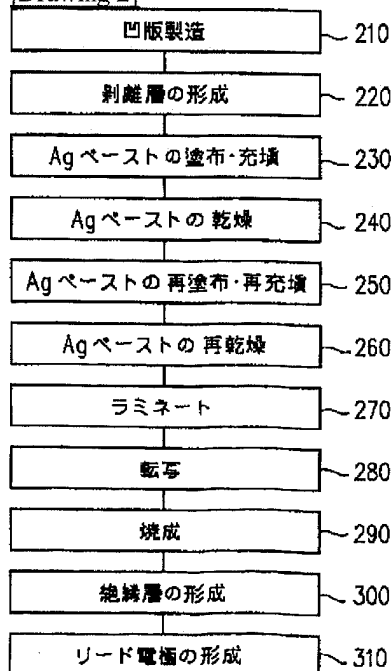 [Drawing 2]
凹版製造 210
剥離層の形成 220
Agペーストの塗布・充填 230
Agペーストの乾燥 240
Agペーストの再塗布・再充填 250
Agペーストの再乾燥 260
ラミネート 270
転写 280
焼成 290
絶縁層の形成 300
リード電極の形成 310